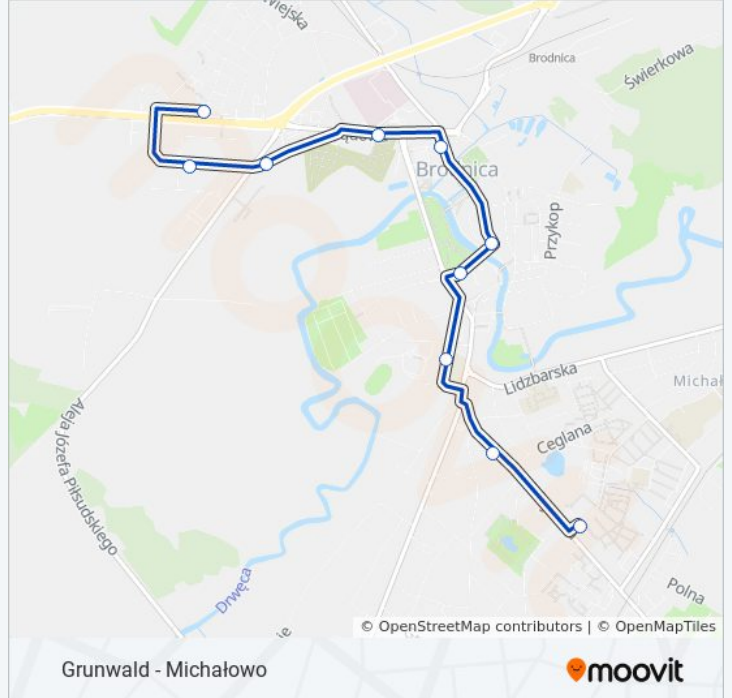 Wiejska
Brodnica
Świerkowa
Brodnica
Przykop
Lidzbarska
Michał
Ceglana
Aleja Józefa Piłsudskiego
Drwęca
Polna
© OpenStreetMap contributors | © OpenMapTiles
Grunwald - Michałowo
moovit